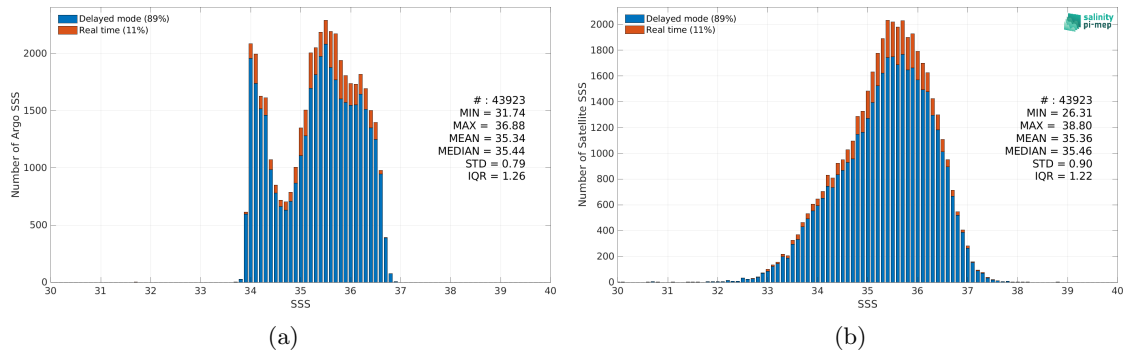 Delayed mode (89%)
Real time (11%)
Number of Argo SSS
2000
1500
1000
500
0
# : 43923
MIN = 31.74
MAX = 36.88
MEAN = 35.34
MEDIAN = 35.44
STD = 0.79
IQR = 1.26
30 31 32 33 34 35 36 37 38 39 40
SSS
(a)
Delayed mode (89%)
Real time (11%)
salinity
pi-mep
Number of Satellite SSS
2000
1800
1600
1400
1200
1000
800
600
400
200
0
# : 43923
MIN = 26.31
MAX = 38.80
MEAN = 35.36
MEDIAN = 35.46
STD = 0.90
IQR = 1.22
30 31 32 33 34 35 36 37 38 39 40
SSS
(b)